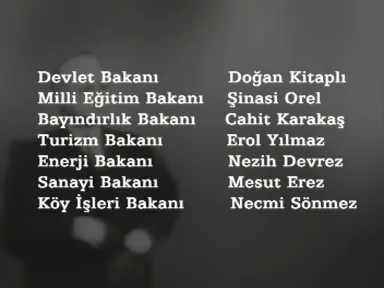 Devlet Bakanı Doğan Kitaplı
Milli Eğitim Bakanı Şinasi Orel
Bayındırlık Bakanı Cahit Karakaş
Turizm Bakanı Erol Yılmaz
Enerji Bakanı Nezih Devrez
Sanayi Bakanı Mesut Erez
Köy İşleri Bakanı Necmi Sönmez